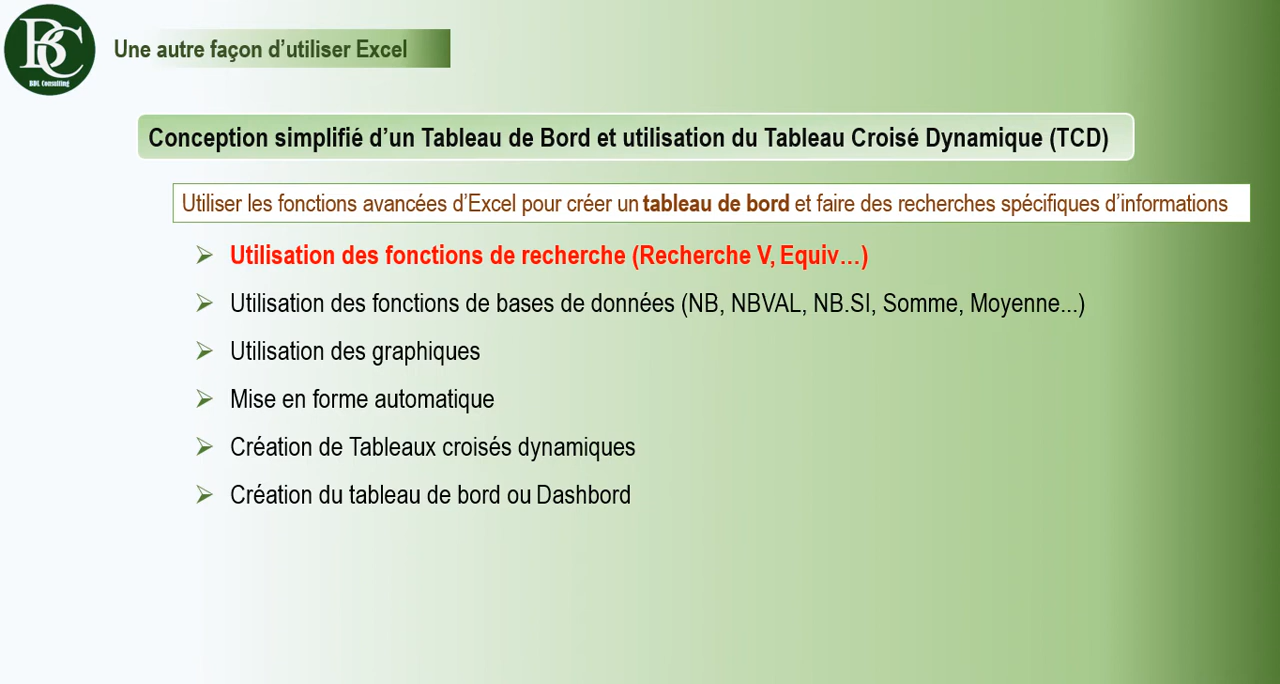 BC
BDL Consulting
Une autre façon d’utiliser Excel
Conception simplifié d’un Tableau de Bord et utilisation du Tableau Croisé Dynamique (TCD)
Utiliser les fonctions avancées d’Excel pour créer un tableau de bord et faire des recherches spécifiques d’informations
Utilisation des fonctions de recherche (Recherche V, Equiv…)
Utilisation des fonctions de bases de données (NB, NBVAL, NB.SI, Somme, Moyenne...)
Utilisation des graphiques
Mise en forme automatique
Création de Tableaux croisés dynamiques
Création du tableau de bord ou Dashbord